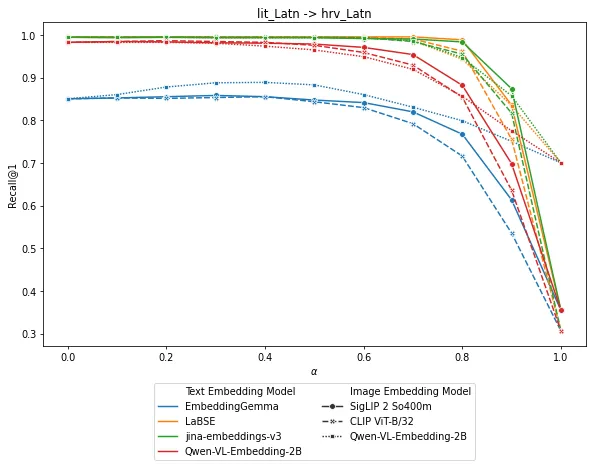 lit_Latn -> hrv_Latn
Recall@1
1.0
0.9
0.8
0.7
0.6
0.5
0.4
0.3
0.0 0.2 0.4 0.6 0.8 1.0
α
Text Embedding Model Image Embedding Model
EmbeddingGemma SigLIP 2 So400m
LaBSE CLIP ViT-B/32
jina-embeddings-v3 Qwen-VL-Embedding-2B
Qwen-VL-Embedding-2B